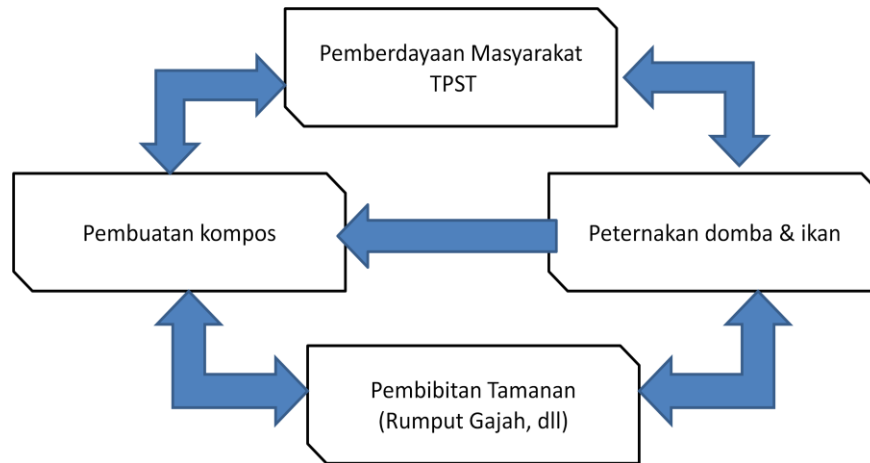 Pemberdayaan Masyarakat
TPST
Pembuatan kompos
Peternakan domba & ikan
Pembibitan Tamanan
(Rumput Gajah, dll)